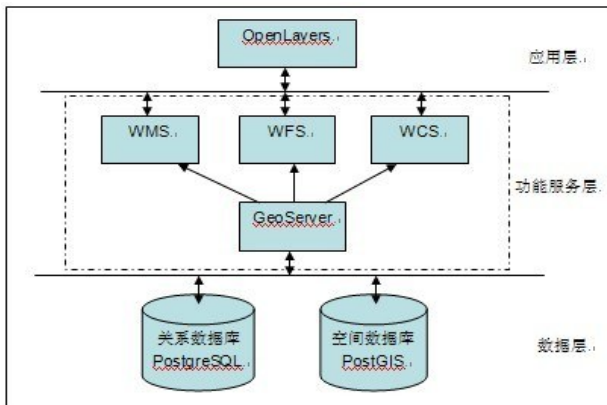 OpenLayers
应用层
WMS
WFS
WCS
功能服务层
GeoServer
关系数据库
PostgreSQL
空间数据库
PostGIS
数据层